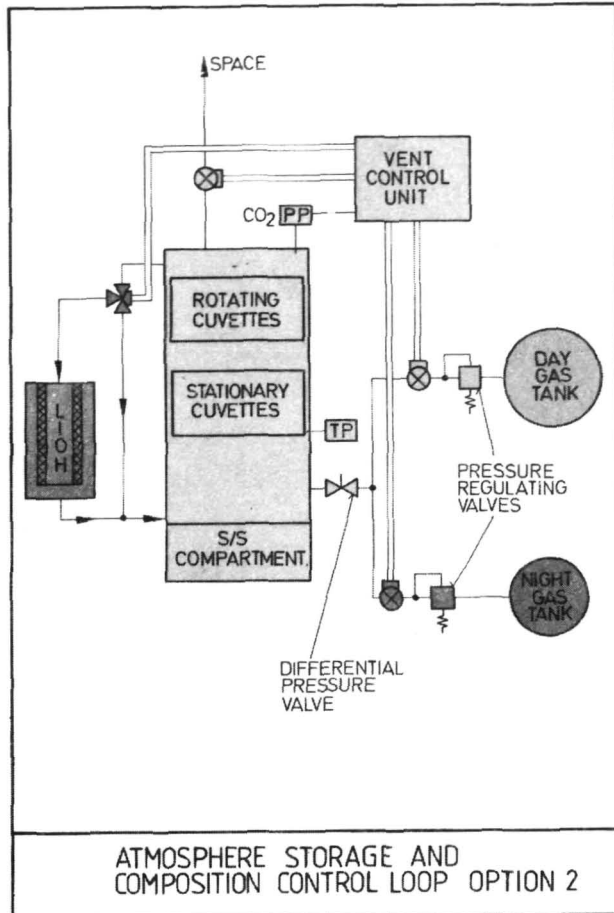 SPACE
VENT
CONTROL
UNIT
CO2 PP
ROTATING
CUVETTES
STATIONARY
CUVETTES
LIOH
TP
DAY
GAS
TANK
PRESSURE
REGULATING
VALVES
S/S
COMPARTMENT.
NIGHT
GAS
TANK
DIFFERENTIAL
PRESSURE
VALVE
ATMOSPHERE STORAGE AND
COMPOSITION CONTROL LOOP OPTION 2